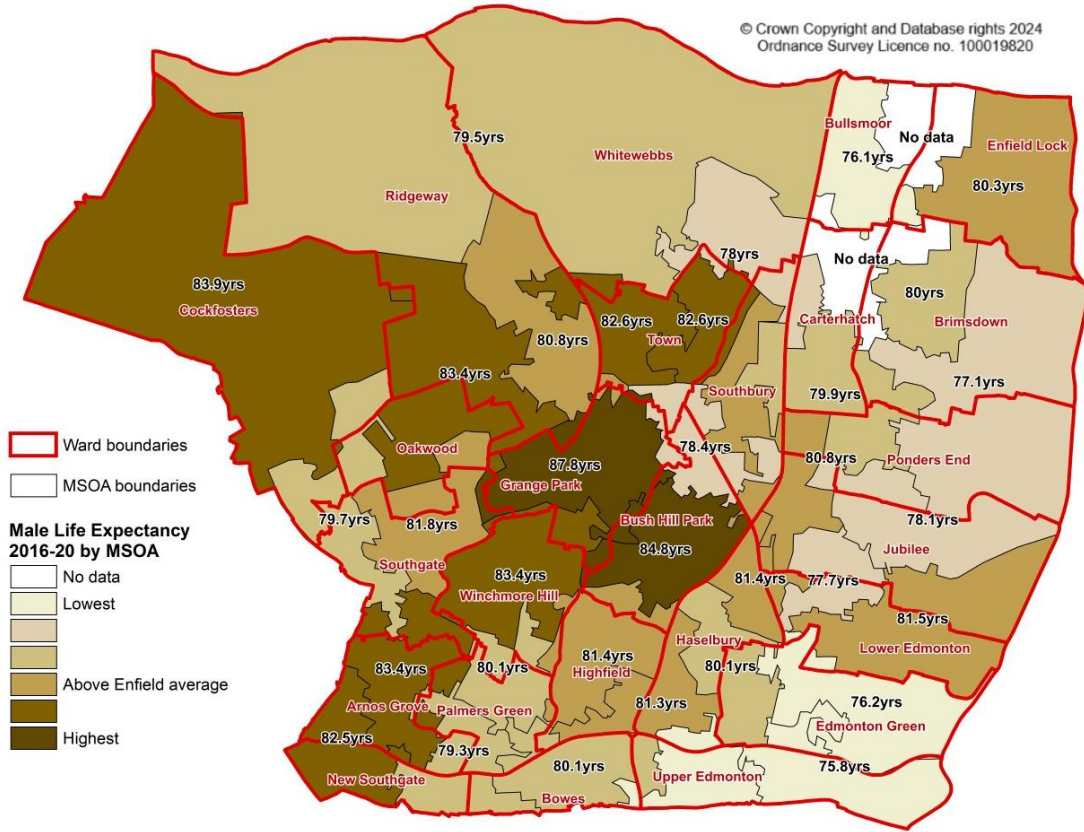 © Crown Copyright and Database rights 2024
Ordnance Survey Licence no. 100019820
Bullsmoor
No data
Enfield Lock
79.5yrs
Whitewebbs
76.1yrs
80.3yrs
Ridgeway
78yrs
No data
83.9yrs
Cockfosters
80yrs
82.6yrs
82.6yrs
Carterhatch
Brimsdown
80.8yrs
Town
83.4yrs
77.1yrs
Southbury
79.9yrs
Oakwood
78.4yrs
80.8yrs
Ponders End
87.8yrs
Grange Park
79.7yrs
81.8yrs
Bush Hill Park
78.1yrs
84.8yrs
Jubilee
Southgate
83.4yrs
Winchmore Hill
81.4yrs
77.7yrs
81.5yrs
Haselbury
Lower Edmonton
81.4yrs
Highfield
83.4yrs
80.1yrs
80.1yrs
Arnos Grove
Palmers Green
81.3yrs
76.2yrs
Edmonton Green
82.5yrs
79.3yrs
80.1yrs
75.8yrs
New Southgate
Upper Edmonton
Bowes
Ward boundaries
MSOA boundaries
Male Life Expectancy
2016-20 by MSOA
No data
Lowest
Above Enfield average
Highest